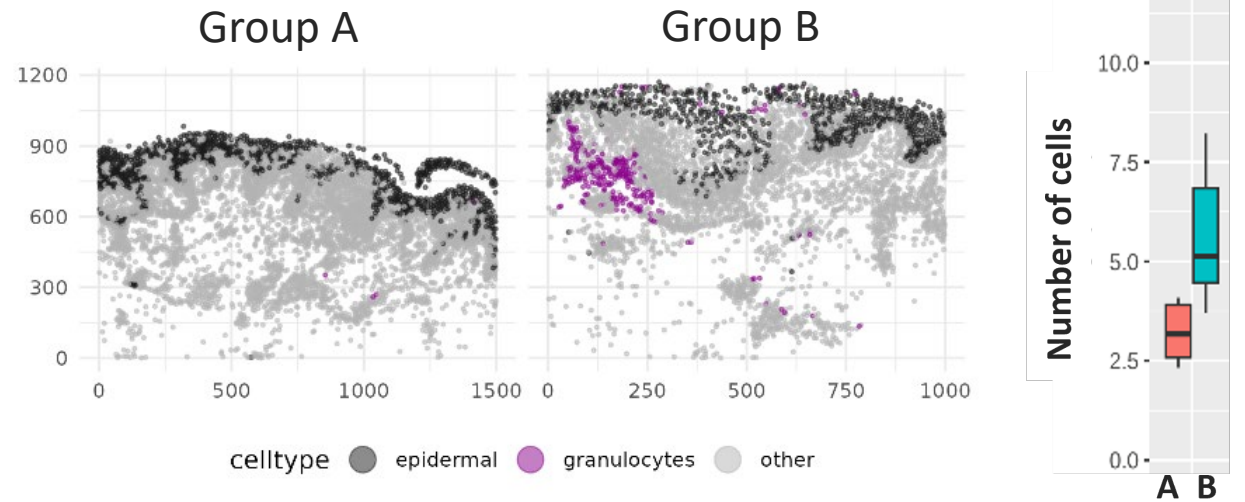 Group A
Group B
1200
900
600
300
0
0 500 1000 1500
0 250 500 750 1000
celltype epidermal granulocytes other
Number of cells
10.0
7.5
5.0
2.5
0.0
A B